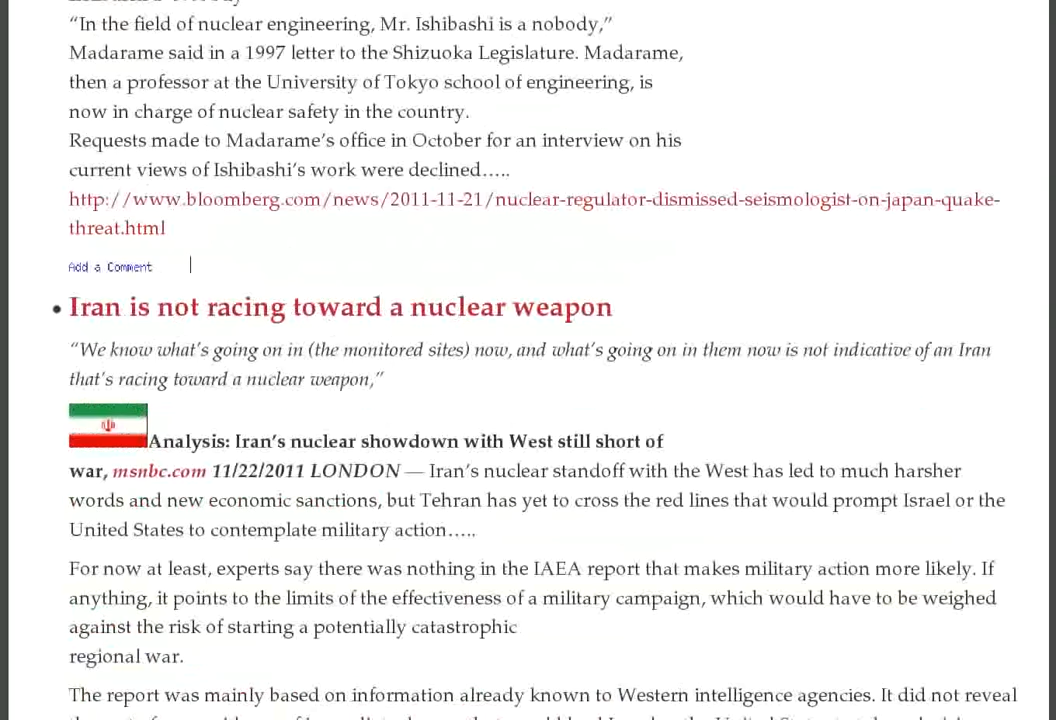 “In the field of nuclear engineering, Mr. Ishibashi is a nobody,”
Madarame said in a 1997 letter to the Shizuoka Legislature. Madarame,
then a professor at the University of Tokyo school of engineering, is
now in charge of nuclear safety in the country.
Requests made to Madarame’s office in October for an interview on his
current views of Ishibashi’s work were declined…..
http://www.bloomberg.com/news/2011-11-21/nuclear-regulator-dismissed-seismologist-on-japan-quake-
threat.html
Add a Comment
• Iran is not racing toward a nuclear weapon
“We know what’s going on in (the monitored sites) now, and what’s going on in them now is not indicative of an Iran
that’s racing toward a nuclear weapon,”
Analysis: Iran’s nuclear showdown with West still short of
war, msnbc.com 11/22/2011 LONDON — Iran’s nuclear standoff with the West has led to much harsher
words and new economic sanctions, but Tehran has yet to cross the red lines that would prompt Israel or the
United States to contemplate military action…..
For now at least, experts say there was nothing in the IAEA report that makes military action more likely. If
anything, it points to the limits of the effectiveness of a military campaign, which would have to be weighed
against the risk of starting a potentially catastrophic
regional war.
The report was mainly based on information already known to Western intelligence agencies. It did not reveal